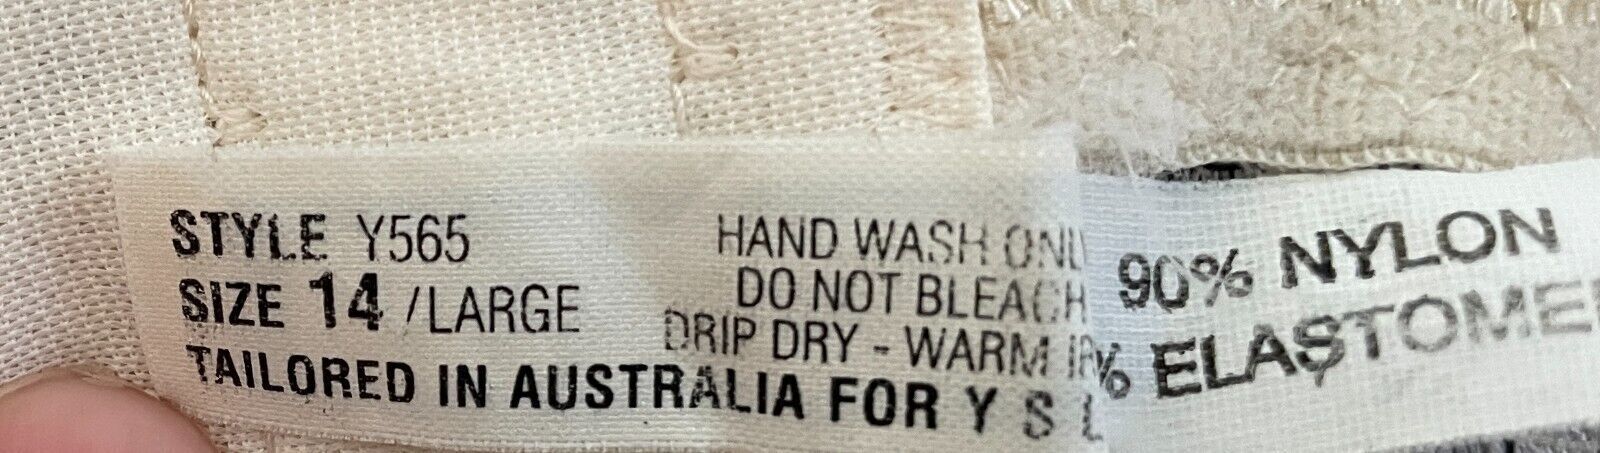 STYLE Y565
SIZE 14 / LARGE
HAND WASH ONL
DO NOT BLEACH
DRIP DRY - WARM
TAILORED IN AUSTRALIA FOR Y S L
90% NYLON
% ELASTOME